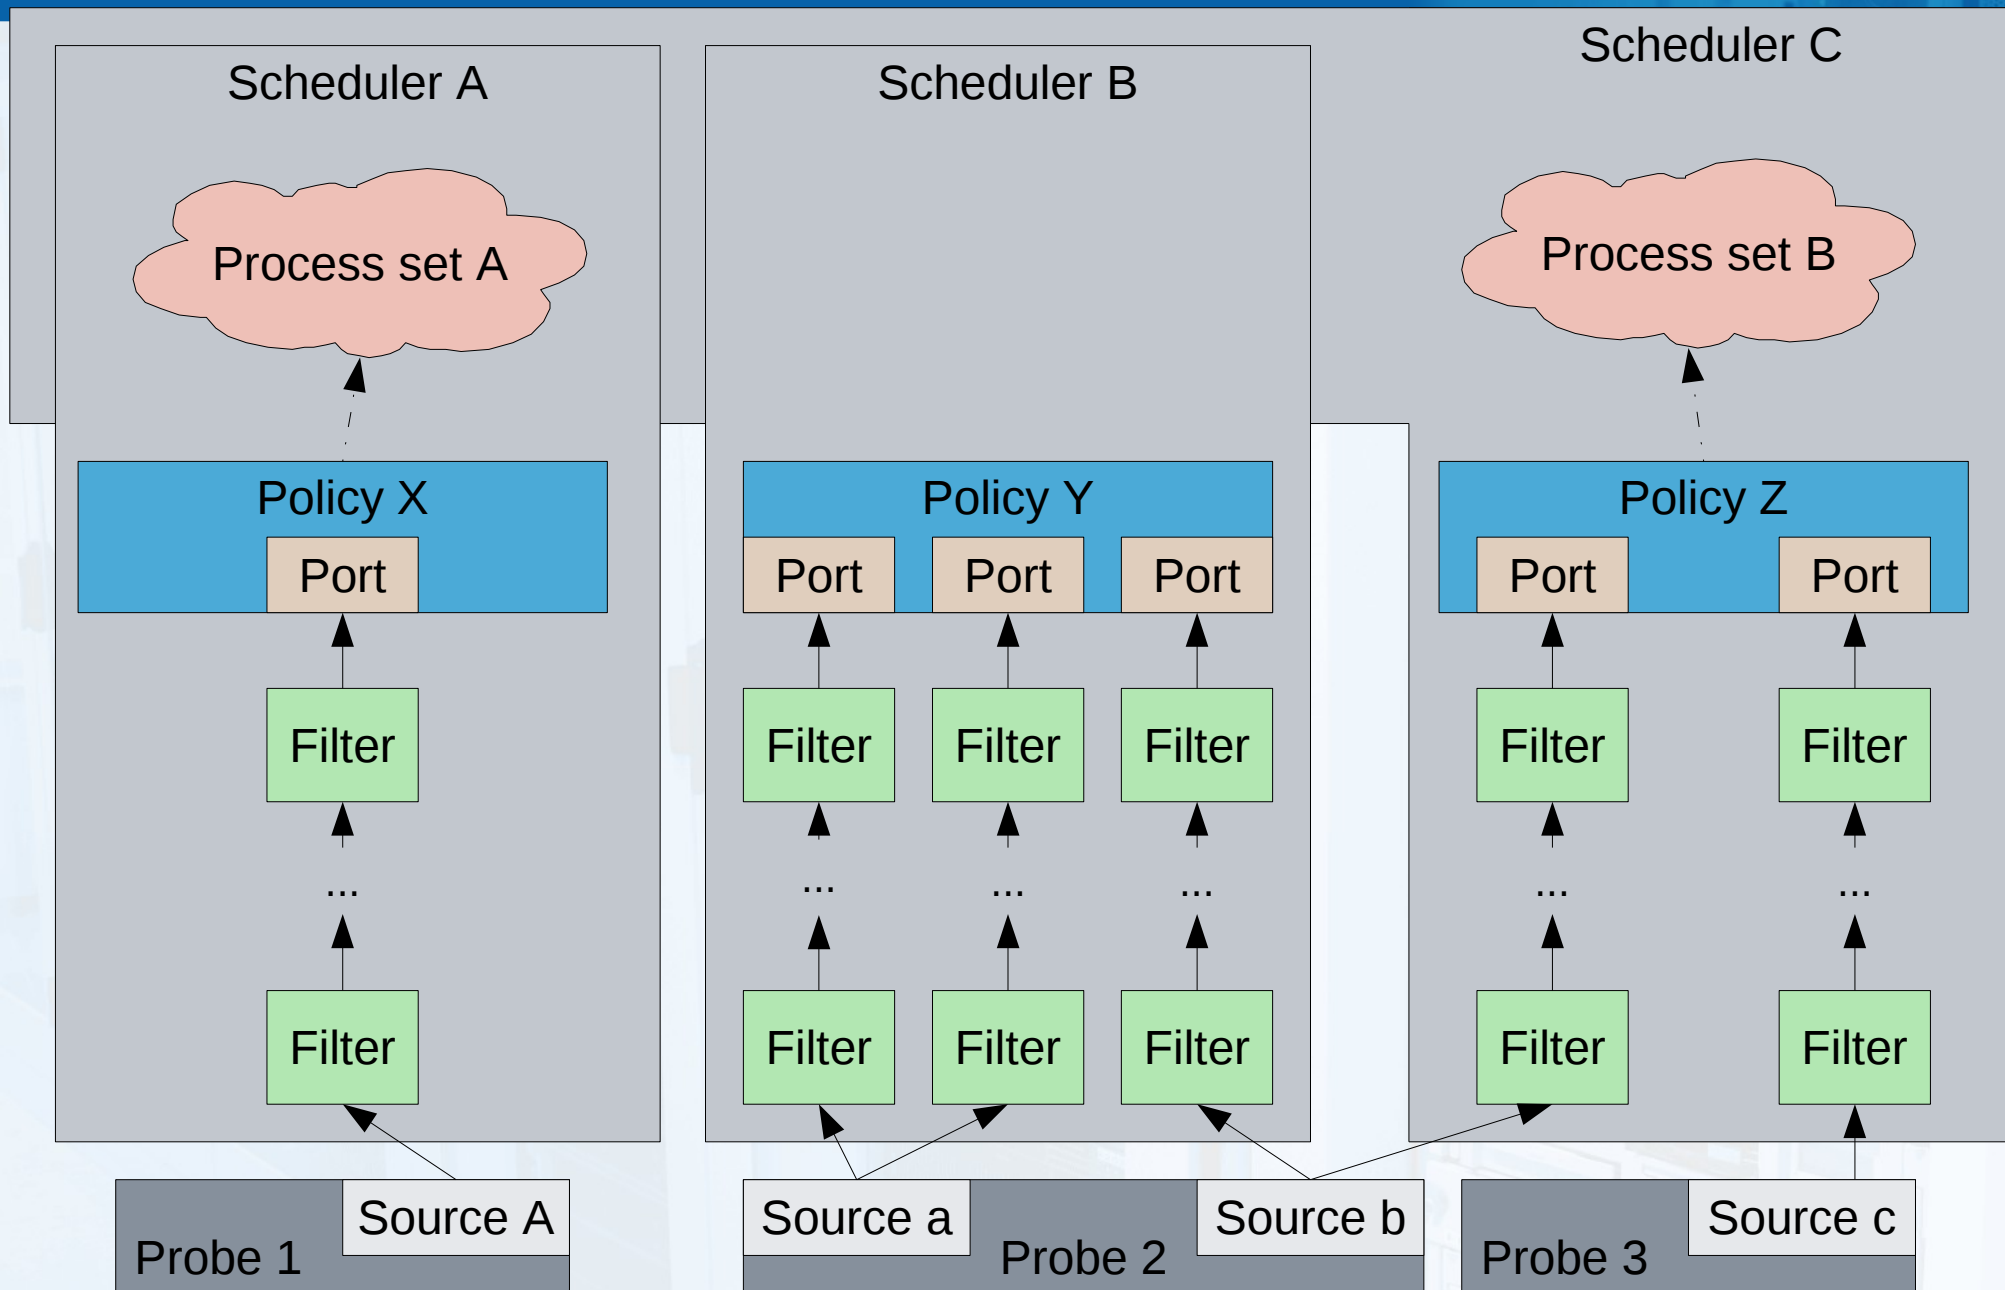 Scheduler C
Scheduler A
Scheduler B
Process set A
Process set B
Policy X
Policy Y
Policy Z
Port
Port
Port
Port
Port
Port
Filter
Filter
Filter
Filter
Filter
Filter
...
...
...
...
...
...
Filter
Filter
Filter
Filter
Filter
Filter
Source A
Source a
Source b
Source c
Probe 1
Probe 2
Probe 3